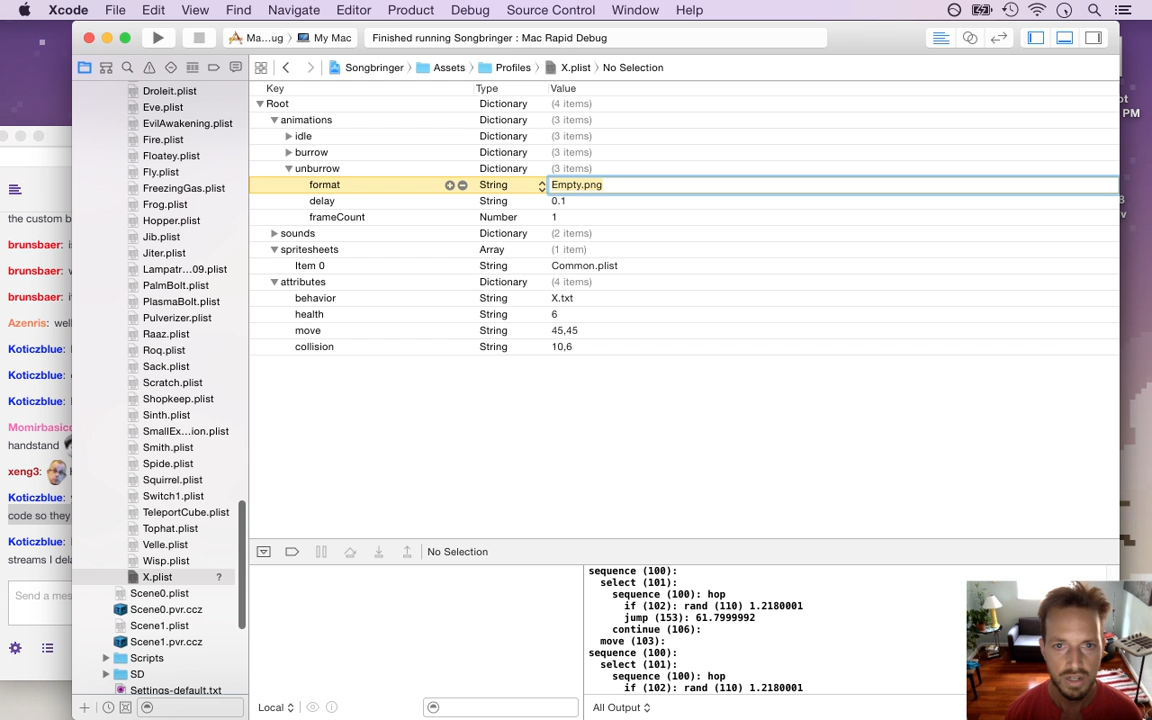 Xcode File Edit View Find Navigate Editor Product Debug Source Control Window Help
Ma...ug My Mac Finished running Songbringer : Mac Rapid Debug
Songbringer Assets Profiles X.plist No Selection
Key Type Value
Root Dictionary (4 items)
animations Dictionary (3 items)
idle Dictionary (3 items)
burrow Dictionary (3 items)
unburrow Dictionary (3 items)
format String Empty.png
delay String 0.1
frameCount Number 1
sounds Dictionary (2 items)
spritesheets Array (1 item)
Item 0 String Common.plist
attributes Dictionary (4 items)
behavior String X.txt
health String 6
move String 45,45
collision String 10,6
Droleit.plist
Eve.plist
EvilAwakening.plist
Fire.plist
Floatey.plist
Fly.plist
FreezingGas.plist
Frog.plist
Hopper.plist
Jib.plist
Jiter.plist
Lampatr...09.plist
PalmBolt.plist
PlasmaBolt.plist
Pulverizer.plist
Raaz.plist
Roq.plist
Sack.plist
Scratch.plist
Shopkeep.plist
Sinth.plist
SmallEx...ion.plist
Smith.plist
Spide.plist
Squirrel.plist
Switch1.plist
TeleportCube.plist
Tophat.plist
Velle.plist
Wisp.plist
X.plist ?
Scene0.plist
Scene0.pvr.ccz
Scene1.plist
Scene1.pvr.ccz
Scripts
SD
Settings-default.txt
the custom b
brunsbaer:
brunsbaer:
brunsbaer:
Azenris: well
Koticzblue:
Koticzblue:
Koticzblue:
Momirbasic
handstand
xeng3:
Koticzblue:
code so they
Koticzblue:
streams I dela
Send a mes
No Selection
sequence (100):
select (101):
sequence (100): hop
if (102): rand (110) 1.2180001
jump (153): 61.7999992
continue (106):
move (103):
sequence (100):
select (101):
sequence (100): hop
if (102): rand (110) 1.2180001
Local
All Output
PM